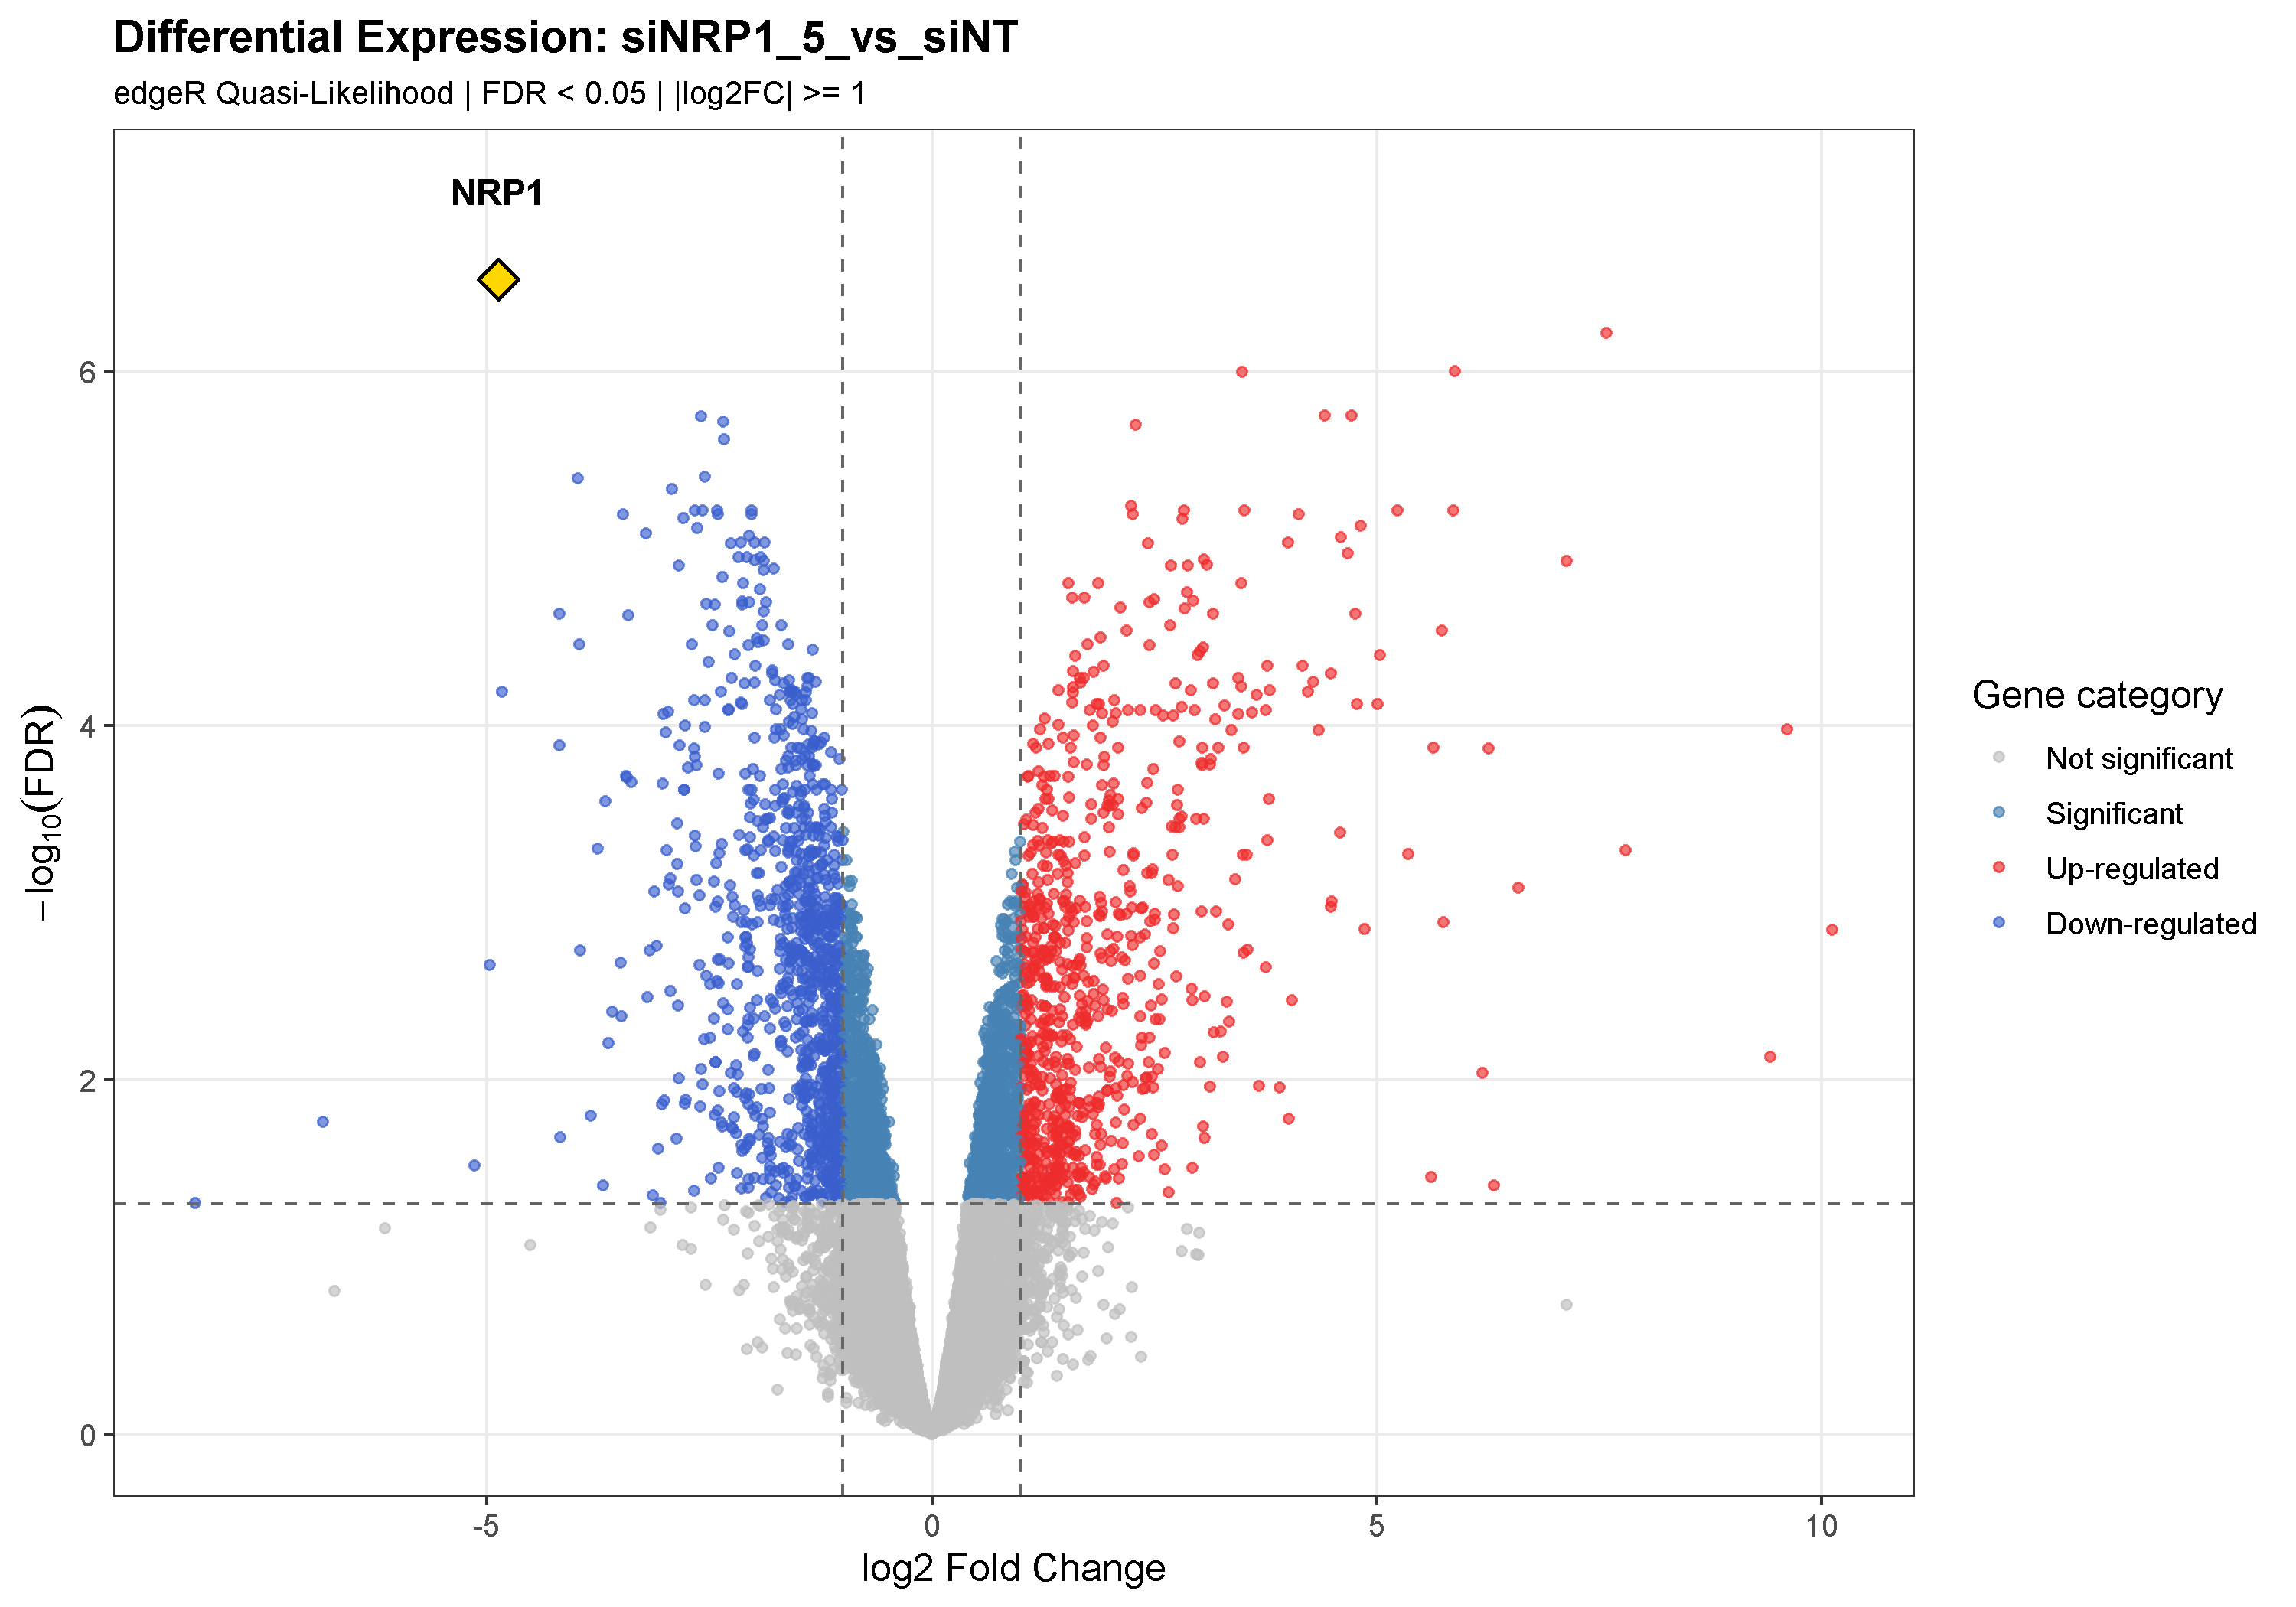 Differential Expression: siNRP1_5_vs_siNT
edgeR Quasi-Likelihood | FDR < 0.05 | |log2FC| >= 1
NRP1
6
4
2
0
−log10(FDR)
-5
0
5
10
log2 Fold Change
Gene category
Not significant
Significant
Up-regulated
Down-regulated